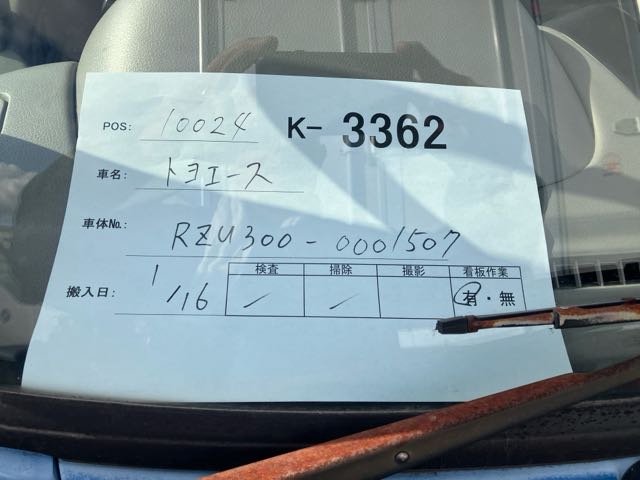 POS: 10024 K- 3362
車名: トヨエース
車体No. RZU300-0001507
搬入日: 1/16
検査 掃除 撮影 看板作業
有・無